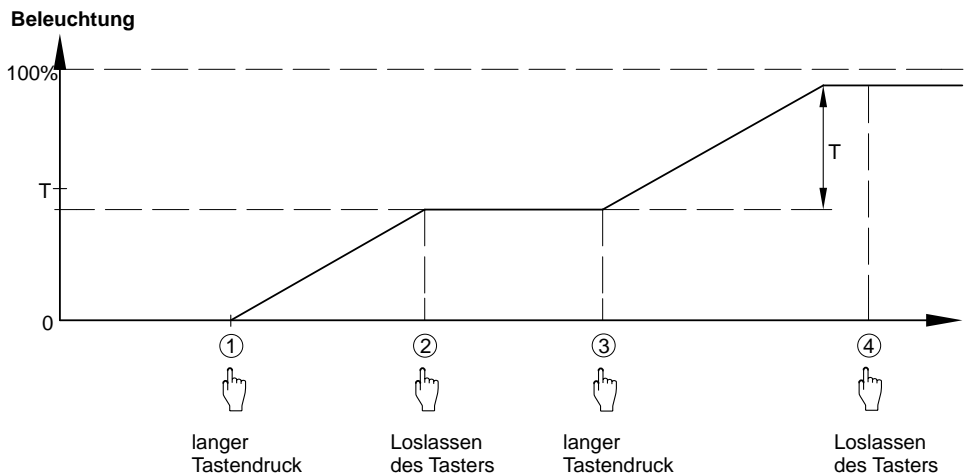 Beleuchtung
100%
T
T
0
1
2
3
4
langer
Tastendruck
Loslassen
des Tasters
langer
Tastendruck
Loslassen
des Tasters